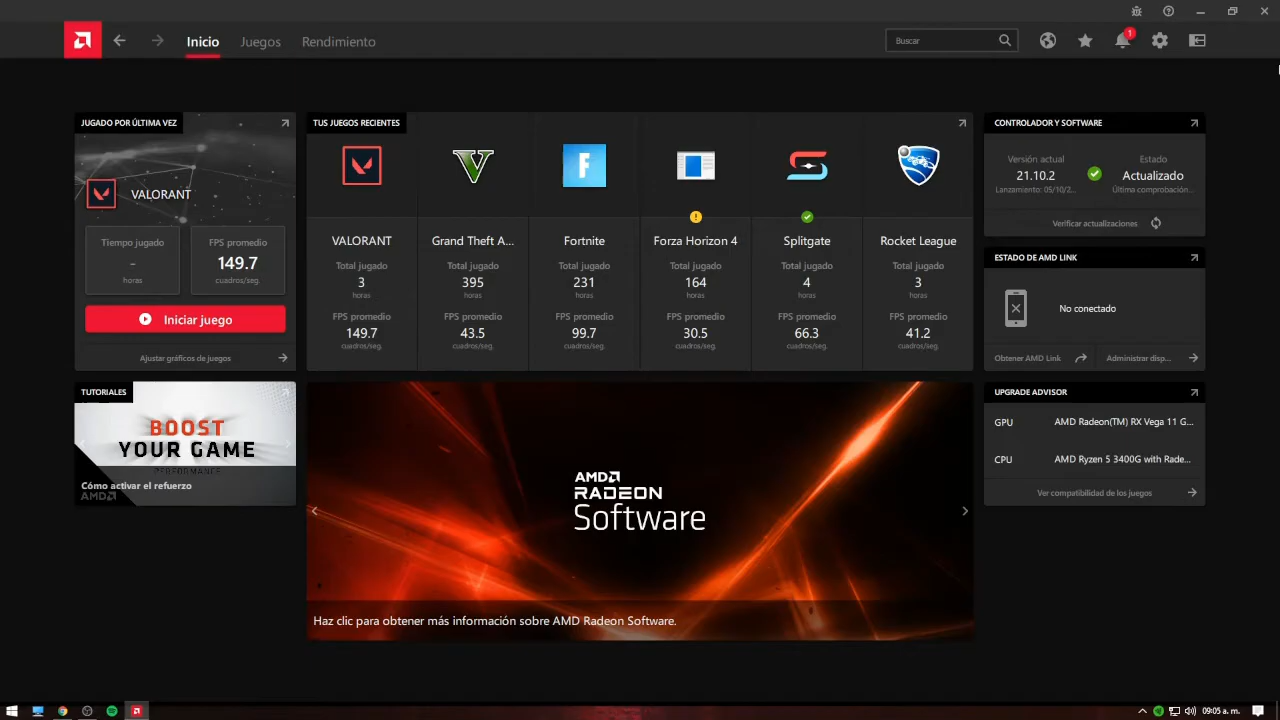 Inicio
Juegos
Rendimiento
Buscar
1
JUGADO POR ÚLTIMA VEZ
VALORANT
Tiempo jugado
-
horas
FPS promedio
149.7
cuadros/seg.
Iniciar juego
Ajustar gráficos de juegos
TUS JUEGOS RECIENTES
VALORANT
Total jugado
3
horas
FPS promedio
149.7
cuadros/seg.
Grand Theft A...
Total jugado
395
horas
FPS promedio
43.5
cuadros/seg.
Fortnite
Total jugado
231
horas
FPS promedio
99.7
cuadros/seg.
Forza Horizon 4
Total jugado
164
horas
FPS promedio
30.5
cuadros/seg.
Splitgate
Total jugado
4
horas
FPS promedio
66.3
cuadros/seg.
Rocket League
Total jugado
3
horas
FPS promedio
41.2
cuadros/seg.
CONTROLADOR Y SOFTWARE
Versión actual
21.10.2
Lanzamiento: 05/10/2...
Estado
Actualizado
Última comprobación...
Verificar actualizaciones
ESTADO DE AMD LINK
No conectado
Obtener AMD Link
Administrar disp...
TUTORIALES
BOOST
YOUR GAME
PERFORMANCE
Cómo activar el refuerzo
AMD
AMD
RADEON
Software
Haz clic para obtener más información sobre AMD Radeon Software.
UPGRADE ADVISOR
GPU
AMD Radeon(TM) RX Vega 11 G...
CPU
AMD Ryzen 5 3400G with Rade...
Ver compatibilidad de los juegos
09:05 a. m.